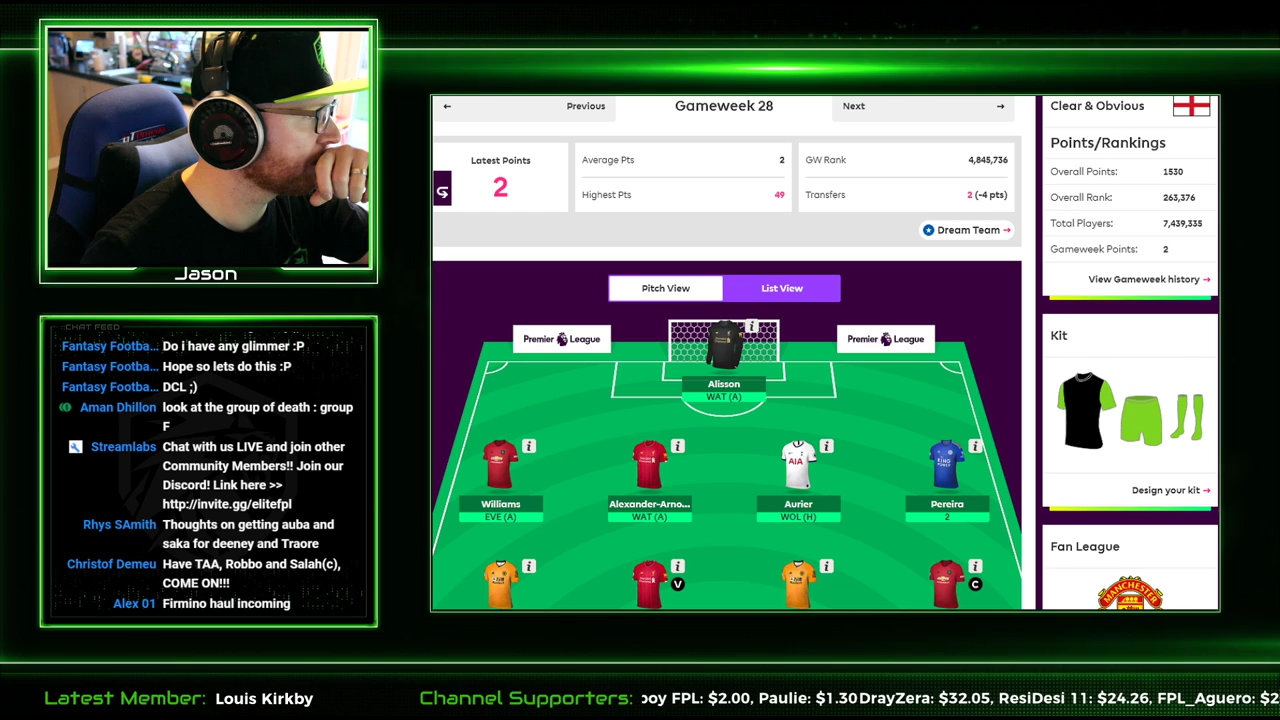 Jason
CHAT FEED
Fantasy Footba... Do i have any glimmer :P
Fantasy Footba... Hope so lets do this :P
Fantasy Footba... DCL ;)
Aman Dhillon look at the group of death : group
F
Streamlabs Chat with us LIVE and join other
Community Members!! Join our
Discord! Link here >>
http://invite.gg/elitefpl
Rhys SAmith Thoughts on getting auba and
saka for deeney and Traore
Christof Demeu Have TAA, Robbo and Salah(c),
COME ON!!!
Alex 01 Firmino haul incoming
← Previous
Gameweek 28
Next →
Latest Points
2
Average Pts 2
Highest Pts 49
GW Rank 4,845,736
Transfers 2 (-4 pts)
Dream Team →
Pitch View
List View
Premier League
Premier League
Alisson
WAT (A)
AIA
KING POWER
Williams
EVE (A)
Alexander-Arno...
WAT (A)
Aurier
WOL (H)
Pereira
2
V
C
Clear & Obvious
Points/Rankings
Overall Points: 1530
Overall Rank: 263,376
Total Players: 7,439,335
Gameweek Points: 2
View Gameweek history →
Kit
Design your kit →
Fan League
MANCHESTER
Latest Member: Louis Kirkby
Channel Supporters: oy FPL: $2.00, Paulie: $1.30DrayZera: $32.05, ResiDesi 11: $24.26, FPL_Aguero: $2